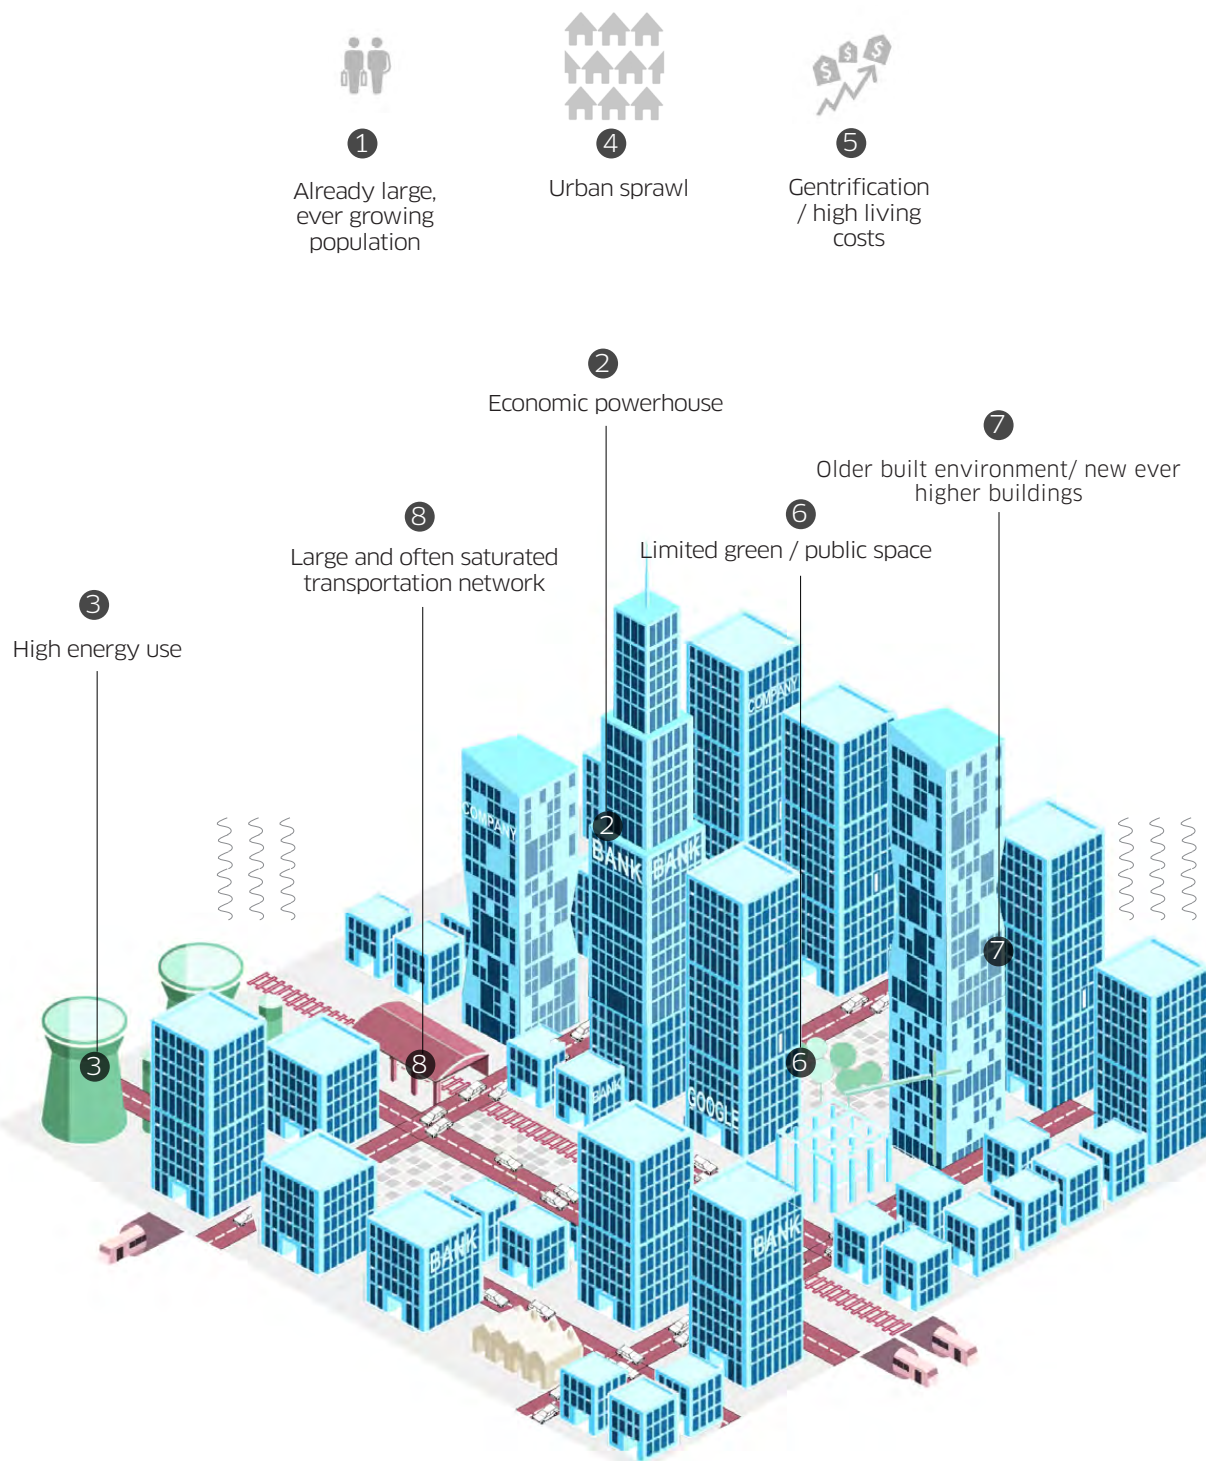 1
Already large,
ever growing
population
4
Urban sprawl
5
Gentrification
/ high living
costs
2
Economic powerhouse
7
Older built environment/ new ever
higher buildings
8
Large and often saturated
transportation network
6
Limited green / public space
3
High energy use
COMPANY
COMPANY
2
BANK
BANK
7
3
8
6
BANK
GOOGLE
BANK
BANK